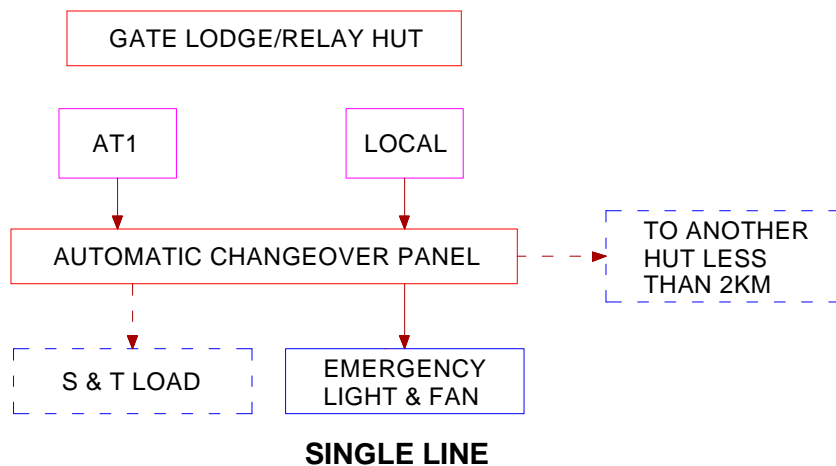 GATE LODGE/RELAY HUT
AT1
LOCAL
AUTOMATIC CHANGEOVER PANEL
TO ANOTHER
HUT LESS
THAN 2KM
S & T LOAD
EMERGENCY
LIGHT & FAN
SINGLE LINE